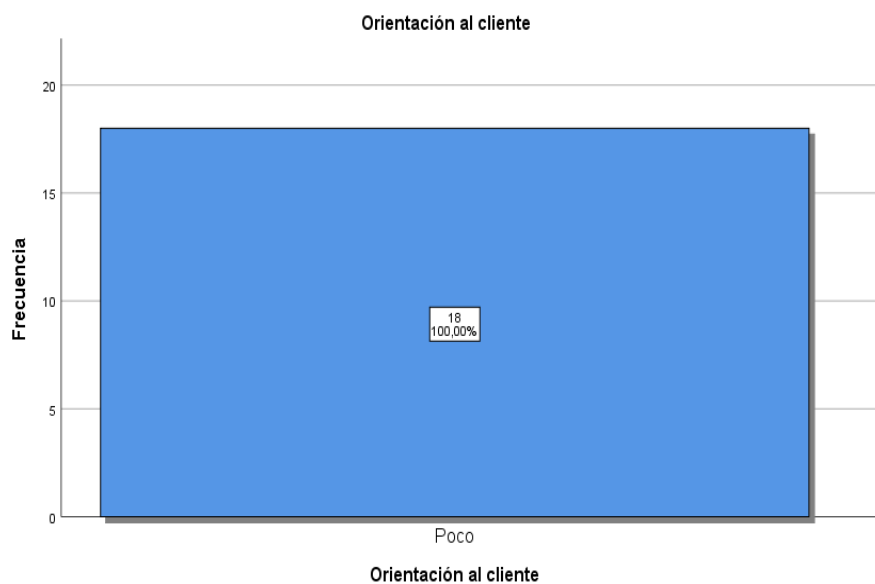 Orientación al cliente
20
15
10
5
0
Frecuencia
18
100,00%
Poco
Orientación al cliente